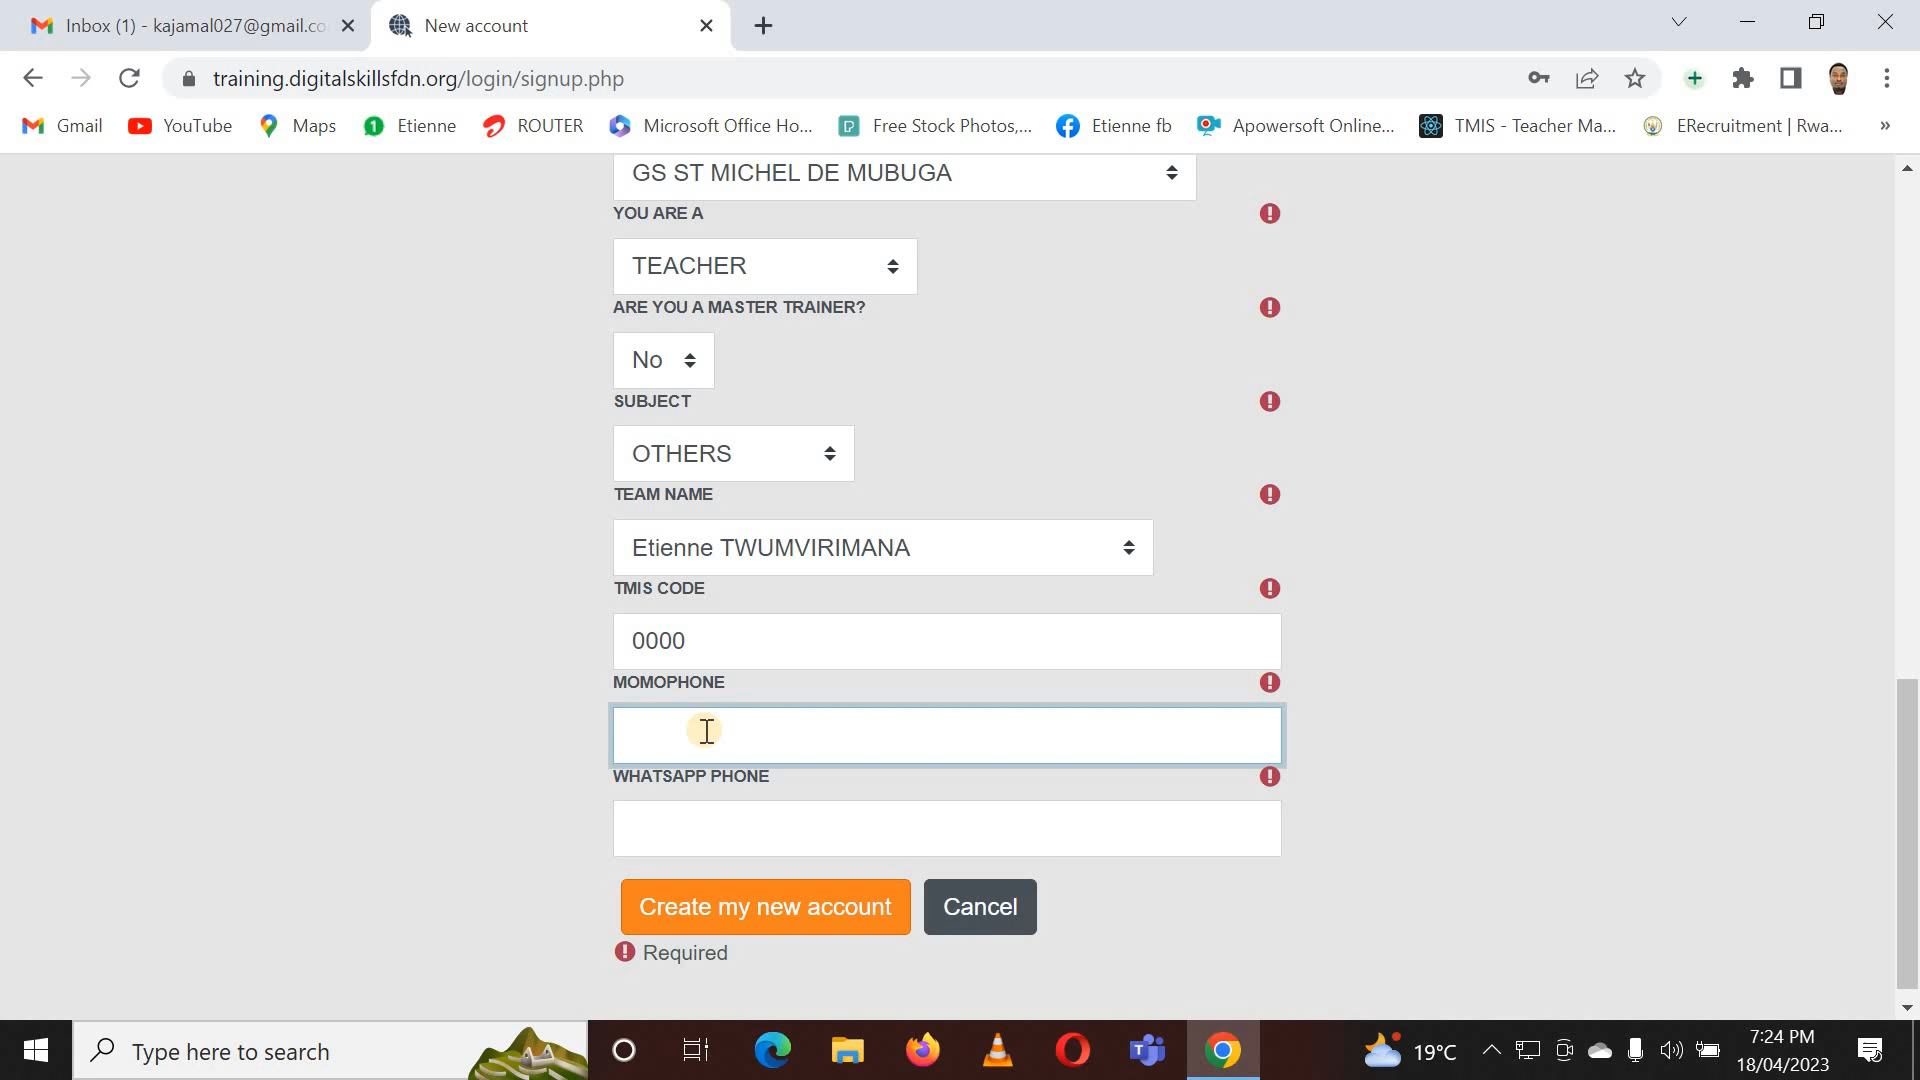 Inbox (1) - kajamal027@gmail.co
New account
training.digitalskillsfdn.org/login/signup.php
Gmail
YouTube
Maps
1
Etienne
ROUTER
Microsoft Office Ho...
Free Stock Photos,...
Etienne fb
Apowersoft Online...
TMIS - Teacher Ma...
ERecruitment | Rwa...
»
GS ST MICHEL DE MUBUGA
YOU ARE A
TEACHER
ARE YOU A MASTER TRAINER?
No
SUBJECT
OTHERS
TEAM NAME
Etienne TWUMVIRIMANA
TMIS CODE
0000
MOMOPHONE
WHATSAPP PHONE
Create my new account
Cancel
Required
Type here to search
19°C
7:24 PM
18/04/2023